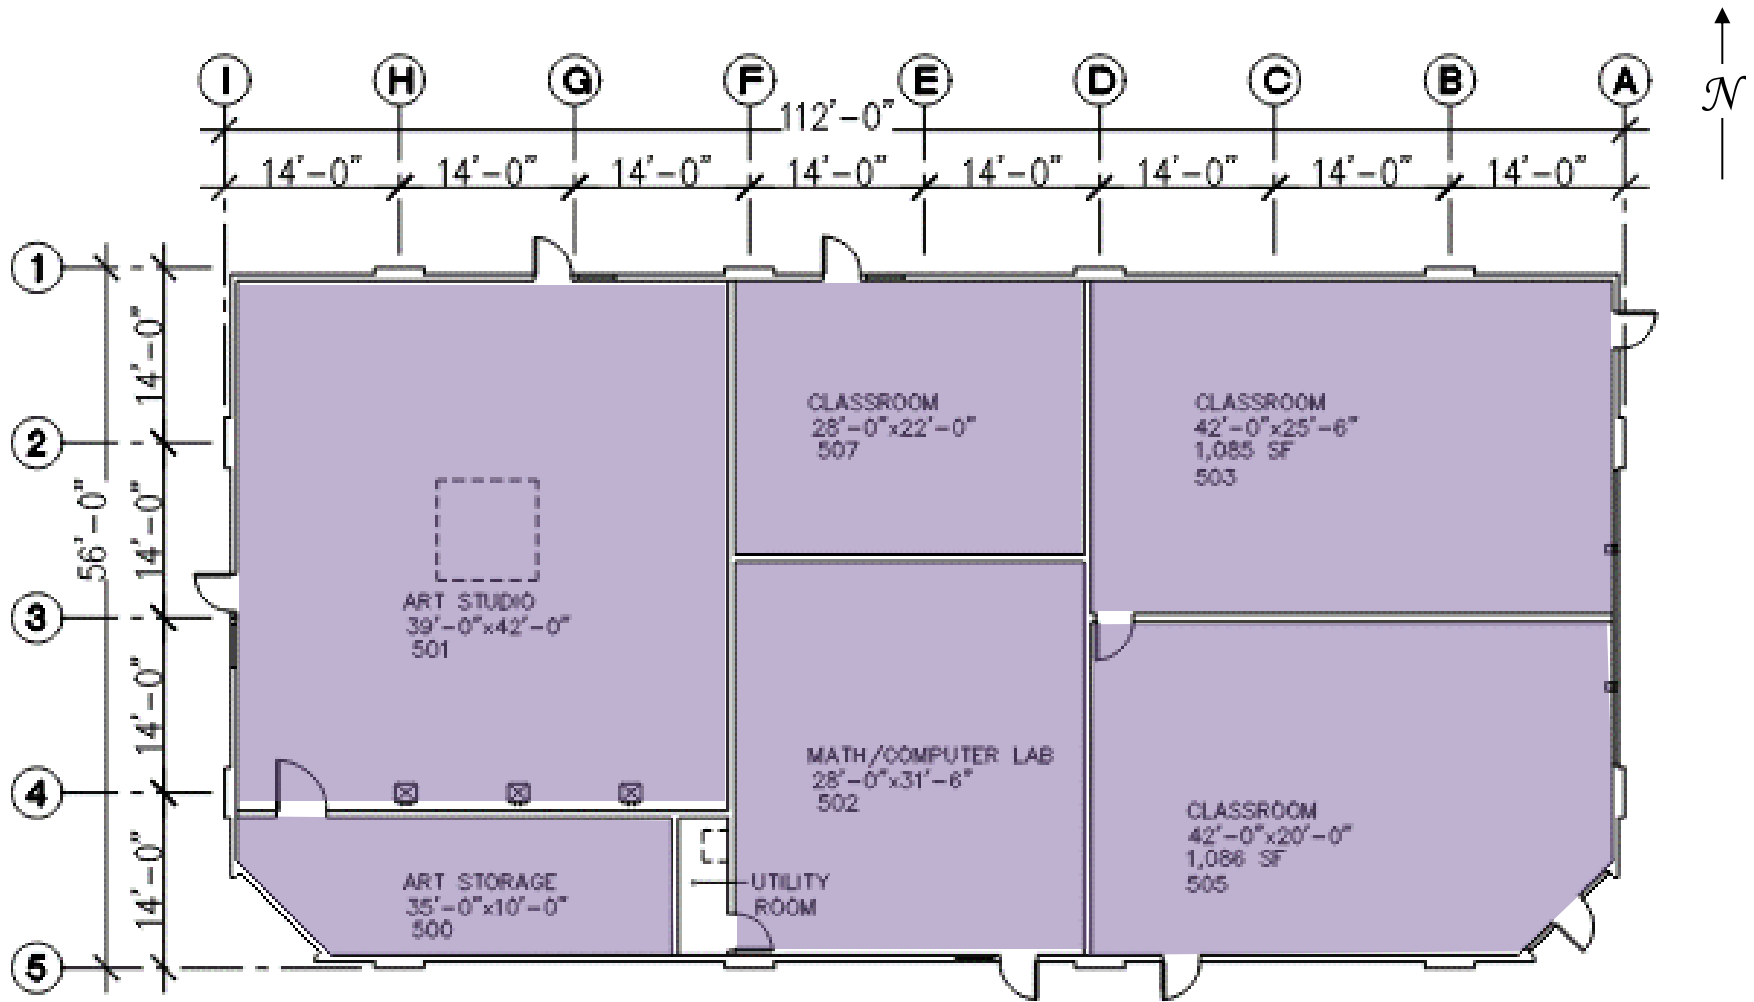 N
I H G F E D C B A
112'-0"
14'-0" 14'-0" 14'-0" 14'-0" 14'-0" 14'-0" 14'-0" 14'-0"
1
2
3
4
5
56'-0"
14'-0"
14'-0"
14'-0"
14'-0"
CLASSROOM
28'-0"x22'-0"
507
CLASSROOM
42'-0"x25'-6"
1,085 SF
503
ART STUDIO
39'-0"x42'-0"
501
MATH/COMPUTER LAB
28'-0"x31'-6"
502
CLASSROOM
42'-0"x20'-0"
1,086 SF
505
ART STORAGE
35'-0"x10'-0"
500
UTILITY
ROOM